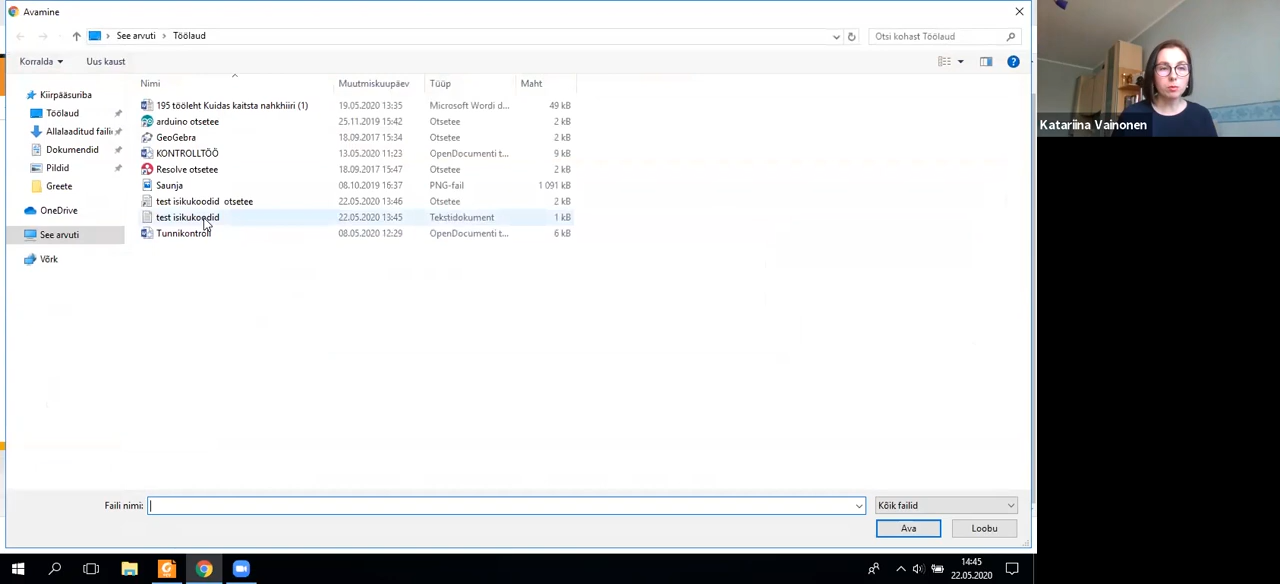 Avamine
See arvuti > Töölaud
Otsi kohast Töölaud
Korralda
Uus kaust
Nimi Muutmiskuupäev Tüüp Maht
Kiirpääsuriba
Töölaud
Allalaaditud faili
Dokumendid
Pildid
Greete
OneDrive
See arvuti
Võrk
195 tööleht Kuidas kaitsta nahkhiiri (1) 19.05.2020 13:35 Microsoft Wordi d... 49 kB
arduino otsetee 25.11.2019 15:42 Otsetee 2 kB
GeoGebra 18.09.2017 15:34 Otsetee 2 kB
KONTROLLTÖÖ 13.05.2020 11:23 OpenDocumenti t... 9 kB
Resolve otsetee 18.09.2017 15:47 Otsetee 2 kB
Saunja 08.10.2019 16:37 PNG-fail 1 091 kB
test isikukoodid otsetee 22.05.2020 13:46 Otsetee 2 kB
test isikukoodid 22.05.2020 13:45 Tekstidokument 1 kB
Tunnikontroll 08.05.2020 12:29 OpenDocumenti t... 6 kB
Faili nimi:
Kõik failid
Ava
Loobu
14:45
22.05.2020
Katariina Vainonen